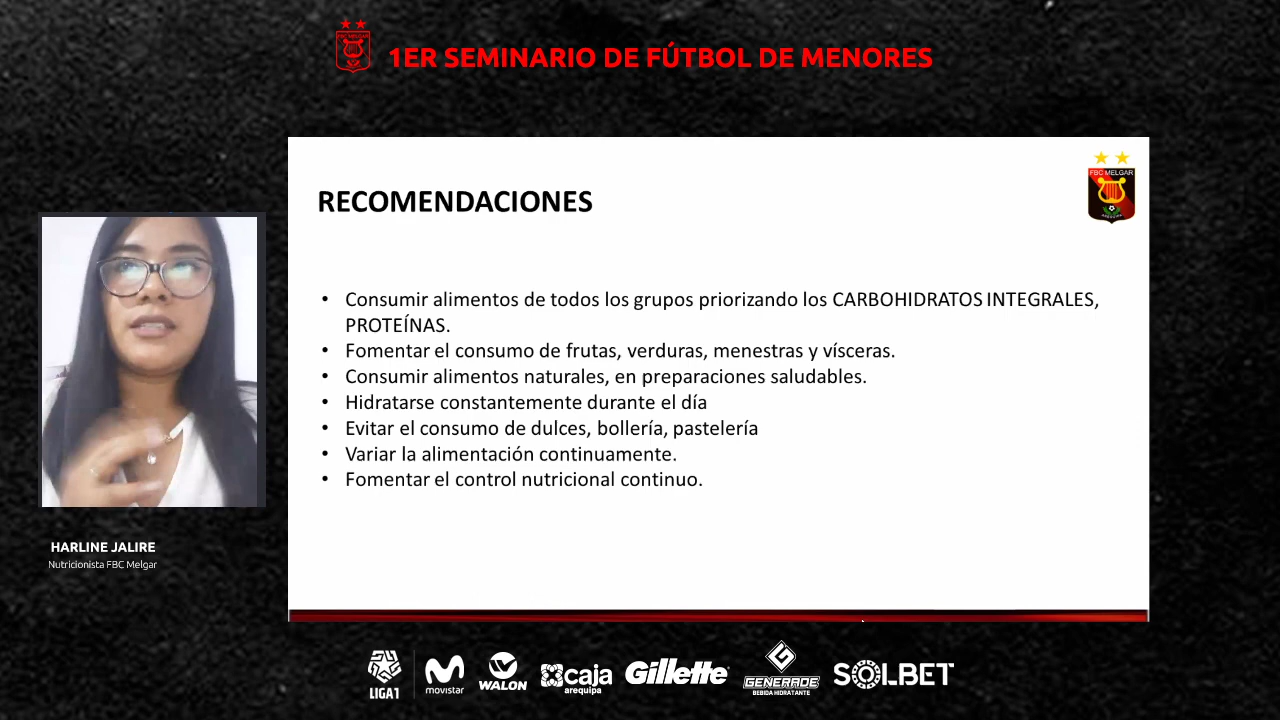 FBC MELGAR
1ER SEMINARIO DE FÚTBOL DE MENORES
FBC MELGAR
AREQUIPA
RECOMENDACIONES
• Consumir alimentos de todos los grupos priorizando los CARBOHIDRATOS INTEGRALES,
PROTEÍNAS.
• Fomentar el consumo de frutas, verduras, menestras y vísceras.
• Consumir alimentos naturales, en preparaciones saludables.
• Hidratarse constantemente durante el día
• Evitar el consumo de dulces, bollería, pastelería
• Variar la alimentación continuamente.
• Fomentar el control nutricional continuo.
HARLINE JALIRE
Nutricionista FBC Melgar
LIGA1
movistar
WALON
caja
arequipa
Gillette
GENERADE
BEBIDA HIDRATANTE
SOLBET